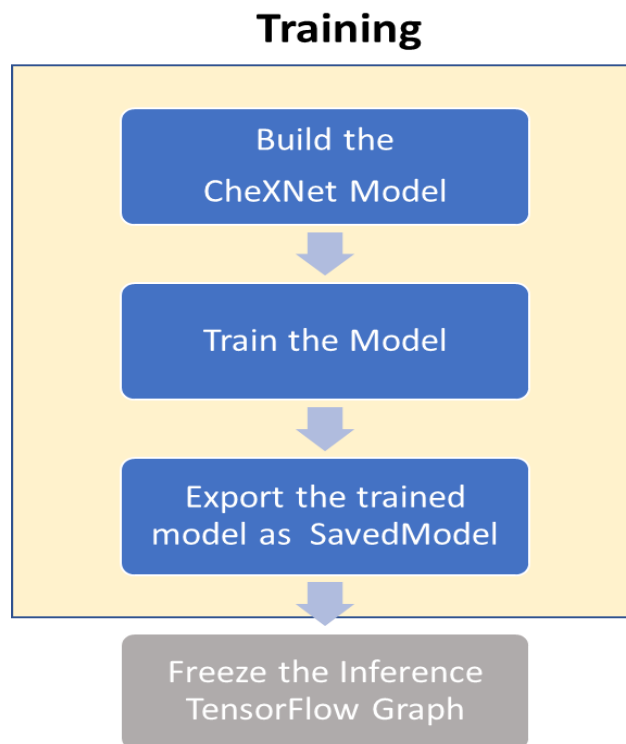 Training
Build the
CheXNet Model
Train the Model
Export the trained
model as SavedModel
Freeze the Inference
TensorFlow Graph